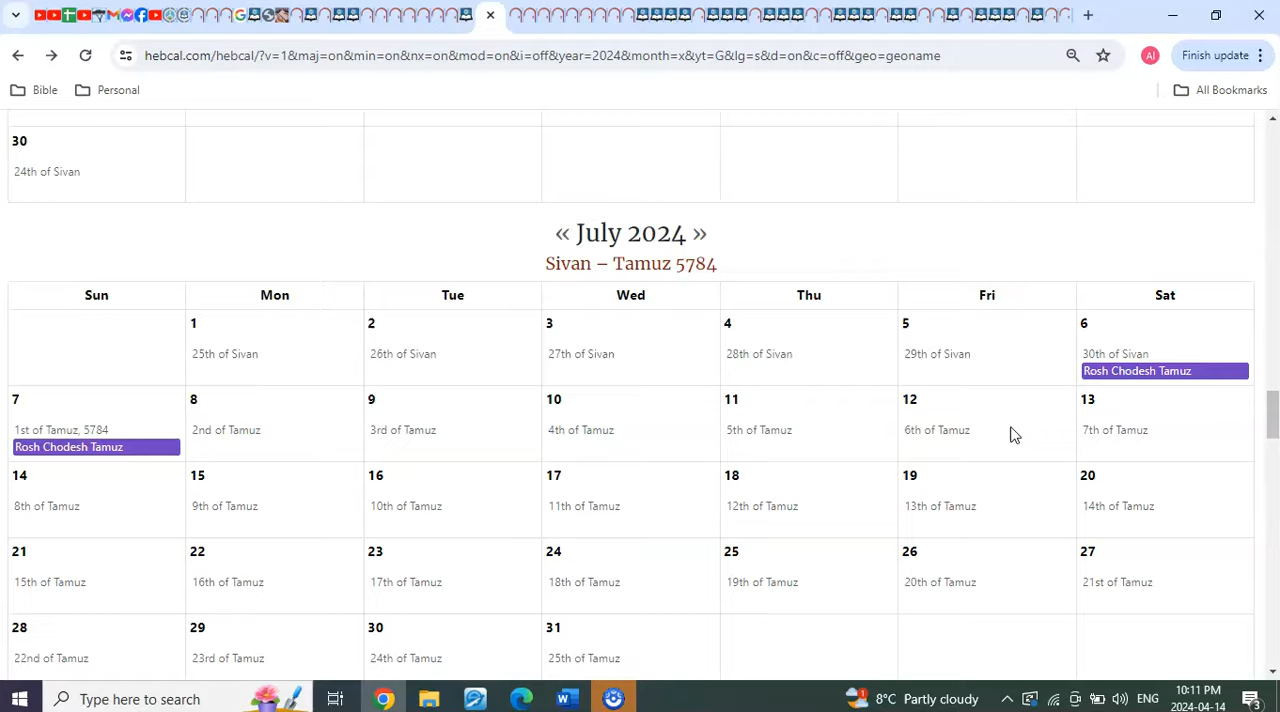 hebcal.com/hebcal/?v=1&maj=on&min=on&nx=on&mod=on&i=off&year=2024&month=x&yt=G&lg=s&d=on&c=off&geo=geoname
AI
Finish update
Bible
Personal
All Bookmarks
30
24th of Sivan
« July 2024 »
Sivan – Tamuz 5784
Sun Mon Tue Wed Thu Fri Sat
1 2 3 4 5 6
25th of Sivan 26th of Sivan 27th of Sivan 28th of Sivan 29th of Sivan 30th of Sivan
Rosh Chodesh Tamuz
7 8 9 10 11 12 13
1st of Tamuz, 5784 2nd of Tamuz 3rd of Tamuz 4th of Tamuz 5th of Tamuz 6th of Tamuz 7th of Tamuz
Rosh Chodesh Tamuz
14 15 16 17 18 19 20
8th of Tamuz 9th of Tamuz 10th of Tamuz 11th of Tamuz 12th of Tamuz 13th of Tamuz 14th of Tamuz
21 22 23 24 25 26 27
15th of Tamuz 16th of Tamuz 17th of Tamuz 18th of Tamuz 19th of Tamuz 20th of Tamuz 21st of Tamuz
28 29 30 31
22nd of Tamuz 23rd of Tamuz 24th of Tamuz 25th of Tamuz
Type here to search
1
8°C Partly cloudy
ENG
10:11 PM
2024-04-14
3